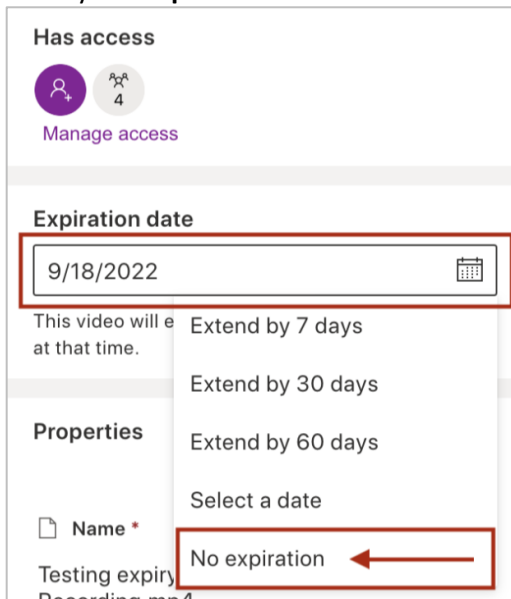 Has access
4
Manage access
Expiration date
9/18/2022
This video will e
at that time.
Extend by 7 days
Extend by 30 days
Extend by 60 days
Select a date
No expiration
Properties
Name *
Testing expiry